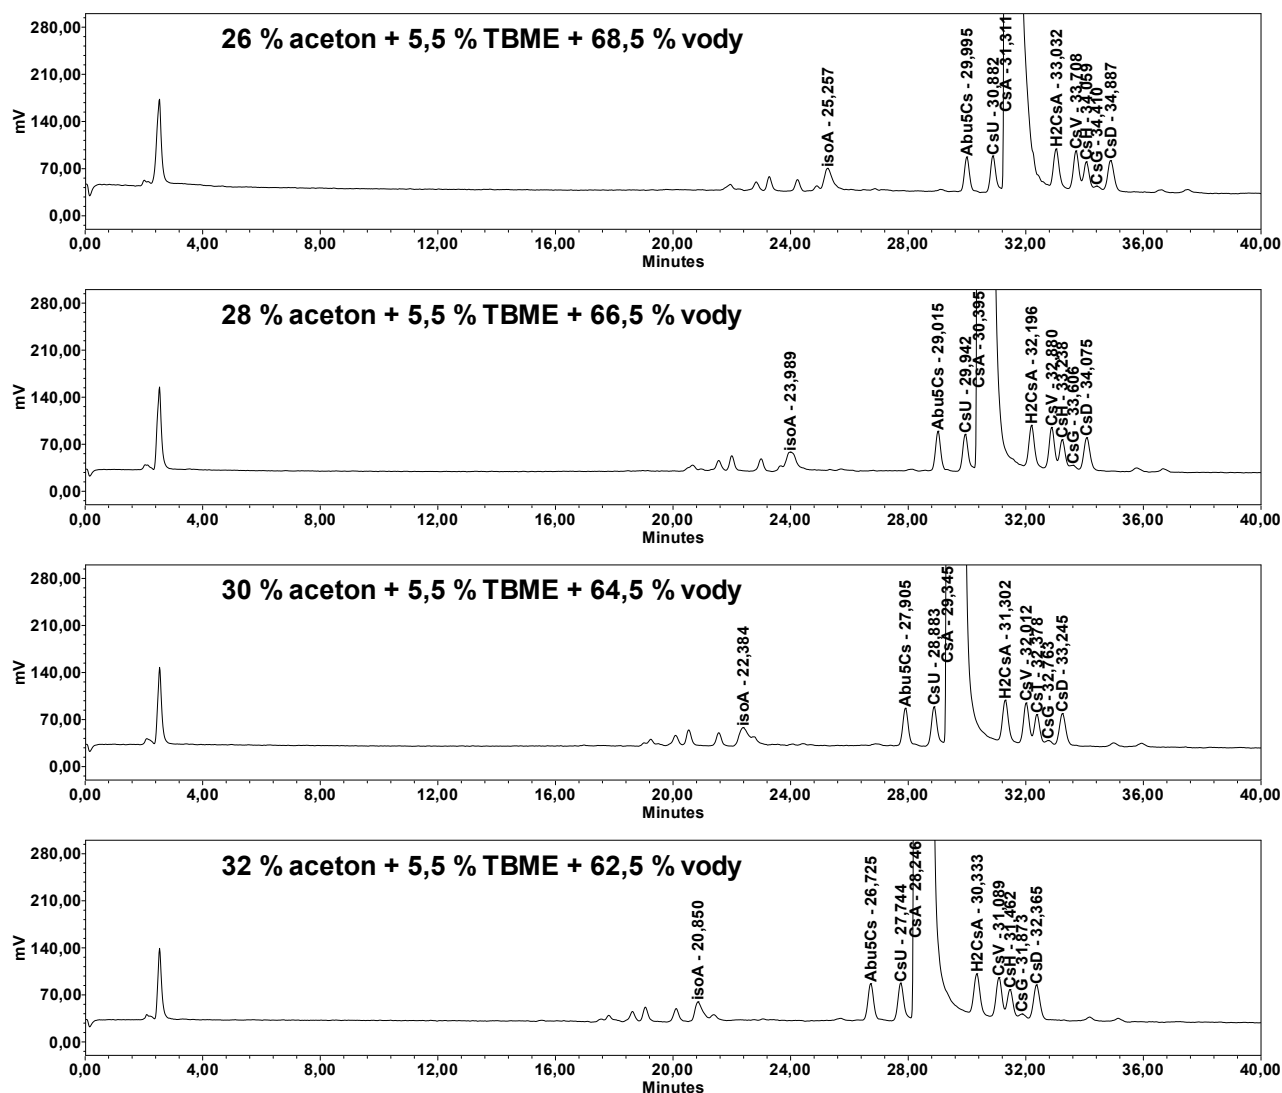 26 % aceton + 5,5 % TBME + 68,5 % vody
mV
280,00
210,00
140,00
70,00
0,00
isoA - 25,257
Abu5Cs - 29,995
CsU - 30,882
CsA - 31,311
H2CsA - 33,032
CsV - 33,708
CsH - 34,059
CsG - 34,410
CsD - 34,887
0,00 4,00 8,00 12,00 16,00 20,00 24,00 28,00 32,00 36,00 40,00
Minutes
28 % aceton + 5,5 % TBME + 66,5 % vody
mV
280,00
210,00
140,00
70,00
0,00
isoA - 23,989
Abu5Cs - 29,015
CsU - 29,942
CsA - 30,395
H2CsA - 32,196
CsV - 32,880
CsH - 33,238
CsG - 33,606
CsD - 34,075
0,00 4,00 8,00 12,00 16,00 20,00 24,00 28,00 32,00 36,00 40,00
Minutes
30 % aceton + 5,5 % TBME + 64,5 % vody
mV
280,00
210,00
140,00
70,00
0,00
isoA - 22,384
Abu5Cs - 27,905
CsU - 28,883
CsA - 29,345
H2CsA - 31,302
CsV - 32,012
CsT - 32,378
CsG - 32,763
CsD - 33,245
0,00 4,00 8,00 12,00 16,00 20,00 24,00 28,00 32,00 36,00 40,00
Minutes
32 % aceton + 5,5 % TBME + 62,5 % vody
mV
280,00
210,00
140,00
70,00
0,00
isoA - 20,850
Abu5Cs - 26,725
CsU - 27,744
CsA - 28,246
H2CsA - 30,333
CsV - 31,089
CsH - 31,462
CsG - 31,873
CsD - 32,365
0,00 4,00 8,00 12,00 16,00 20,00 24,00 28,00 32,00 36,00 40,00
Minutes